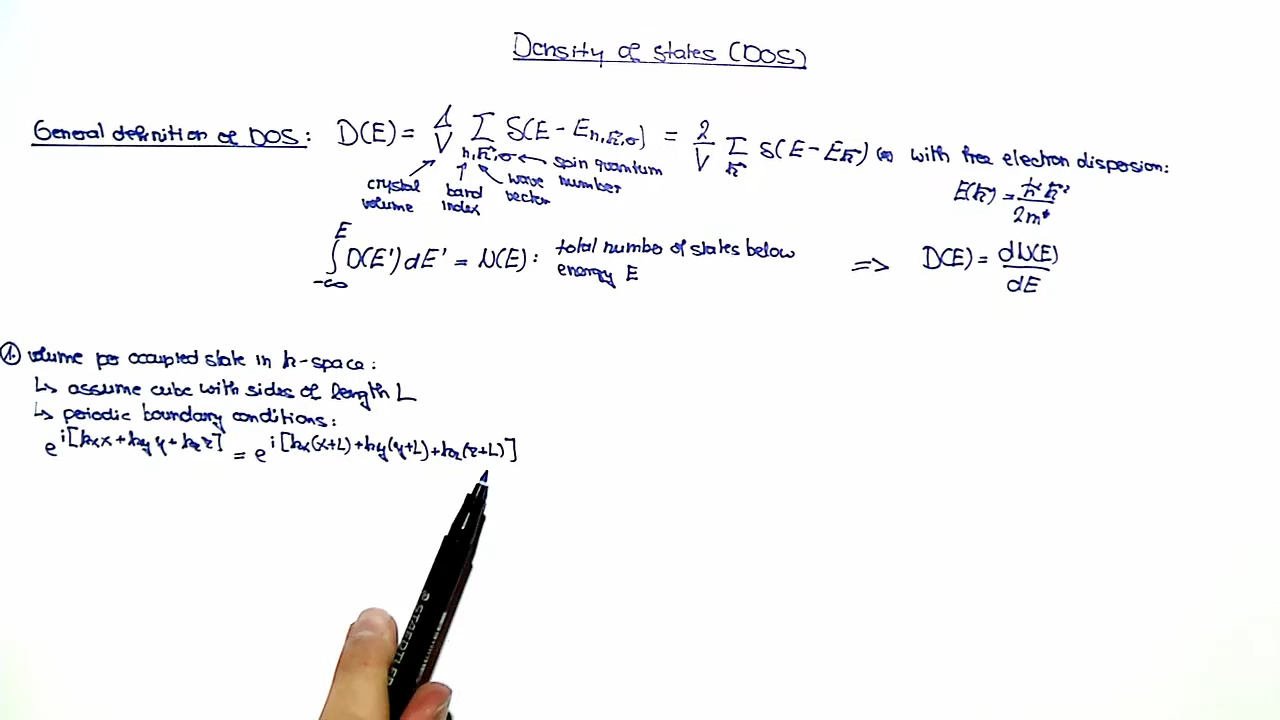 Density of states (DOS)
General definition of DOS: D(E) = 1/V Σ_{n,k⃗,σ} δ(E - E_{n,k⃗,σ}) = 2/V Σ_{k⃗} δ(E - E_{k⃗}) (*) with free electron dispersion:
crystal volume
band index
wave vector
spin quantum number
E(k⃗) = ħ²k⃗²/2m*
∫_{-∞}^{E} D(E')dE' = N(E): total number of states below energy E
=> D(E) = dN(E)/dE
① volume per occupied state in k-space:
↳ assume cube with sides of length L
↳ periodic boundary conditions:
e^{i[kₓx + k_y y + k_z z]} = e^{i[kₓ(x+L) + k_y(y+L) + k_z(z+L)]}
STAEDTLER